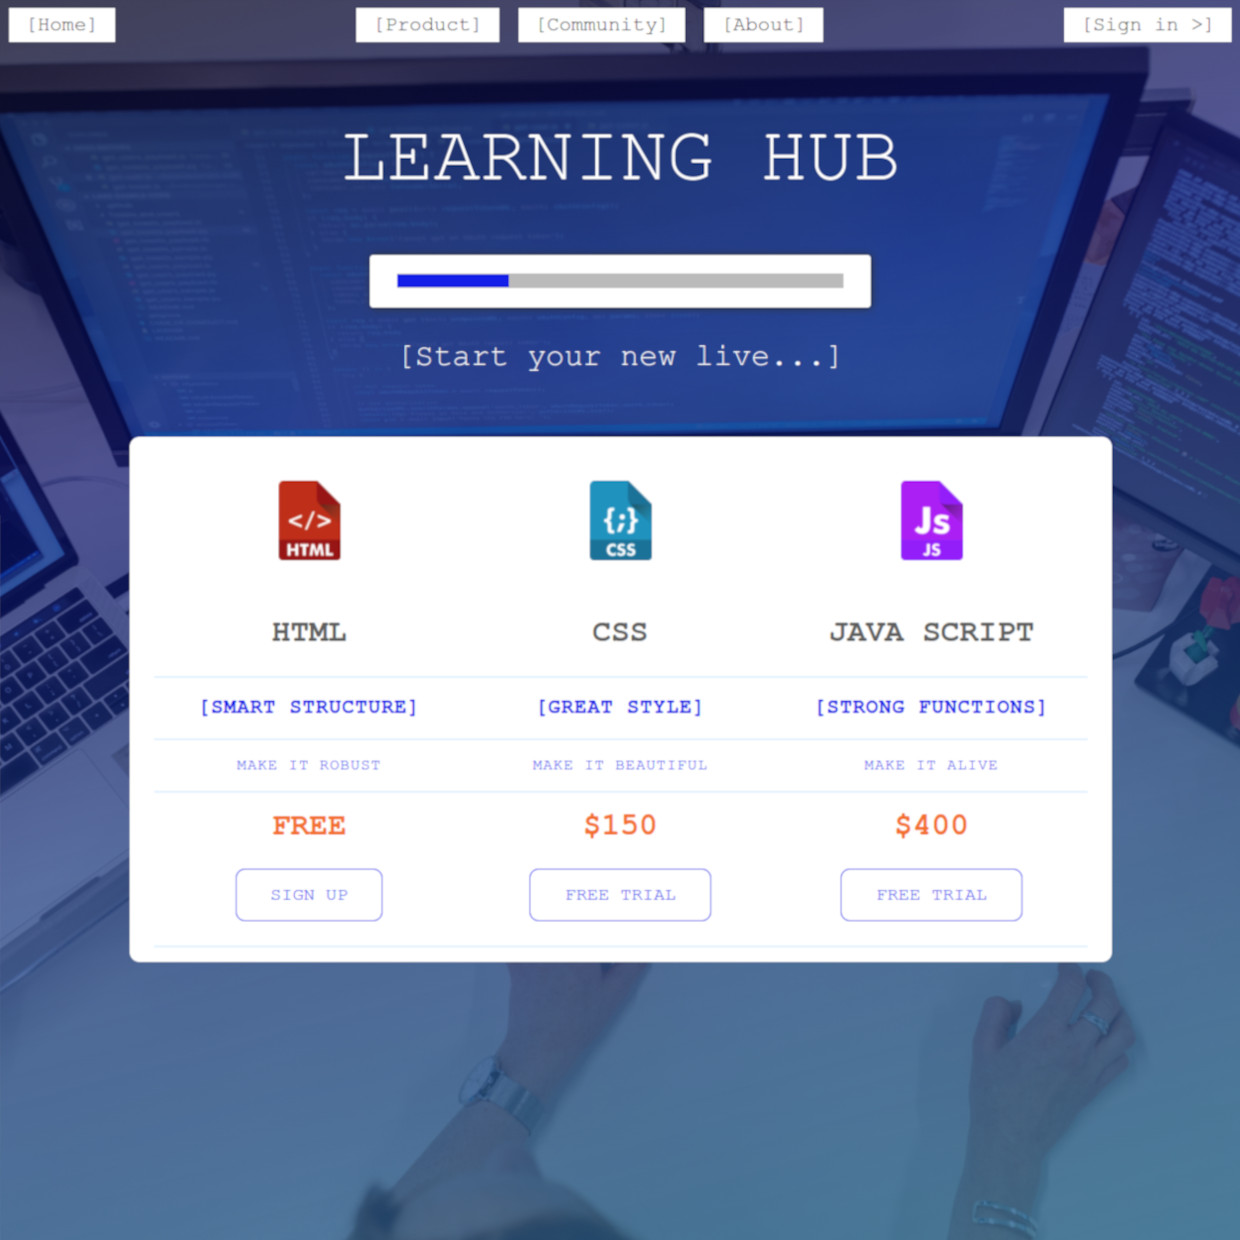 [Home] [Product] [Community] [About] [Sign in >]
LEARNING HUB
[Start your new live...]
</> {;} Js
HTML CSS JS
HTML CSS JAVA SCRIPT
[SMART STRUCTURE] [GREAT STYLE] [STRONG FUNCTIONS]
MAKE IT ROBUST MAKE IT BEAUTIFUL MAKE IT ALIVE
FREE $150 $400
SIGN UP FREE TRIAL FREE TRIAL